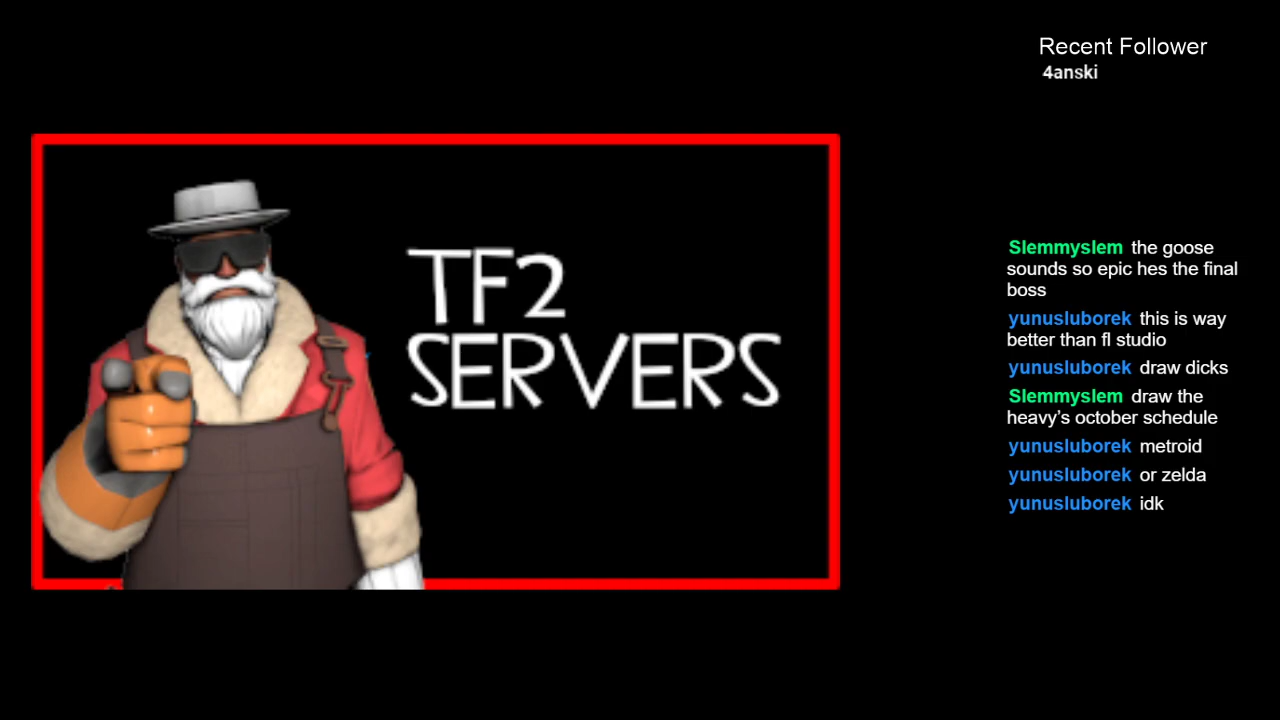 Recent Follower
4anski
TF2
SERVERS
Slemmyslem the goose
sounds so epic hes the final
boss
yunusluborek this is way
better than fl studio
yunusluborek draw dicks
Slemmyslem draw the
heavy's october schedule
yunusluborek metroid
yunusluborek or zelda
yunusluborek idk